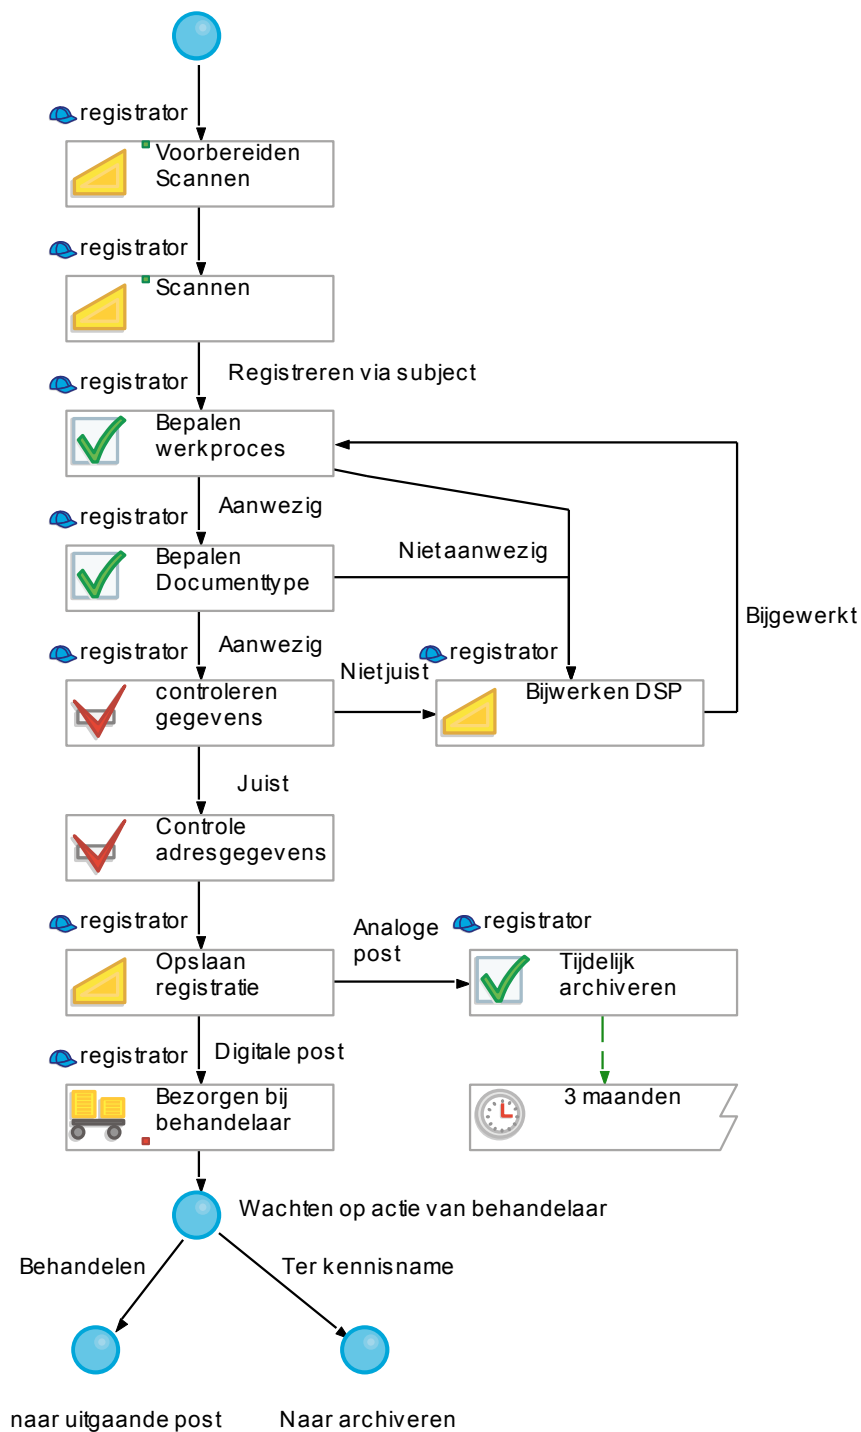 registrator
Voorbereiden
Scannen
registrator
Scannen
Registreren via subject
registrator
Bepalen
werkproces
Aanwezig
registrator
Niet aanwezig
Bepalen
Documenttype
Bijgewerkt
Aanwezig
registrator
registrator
Niet juist
controleren
gegevens
Bijwerken DSP
Juist
Controle
adresgegevens
registrator
Analoge
post
registrator
Opslaan
registratie
Tijdelijk
archiveren
registrator
Digitale post
Bezorgen bij
behandelaar
3 maanden
Wachten op actie van behandelaar
Behandelen
Ter kennisname
naar uitgaande post
Naar archiveren